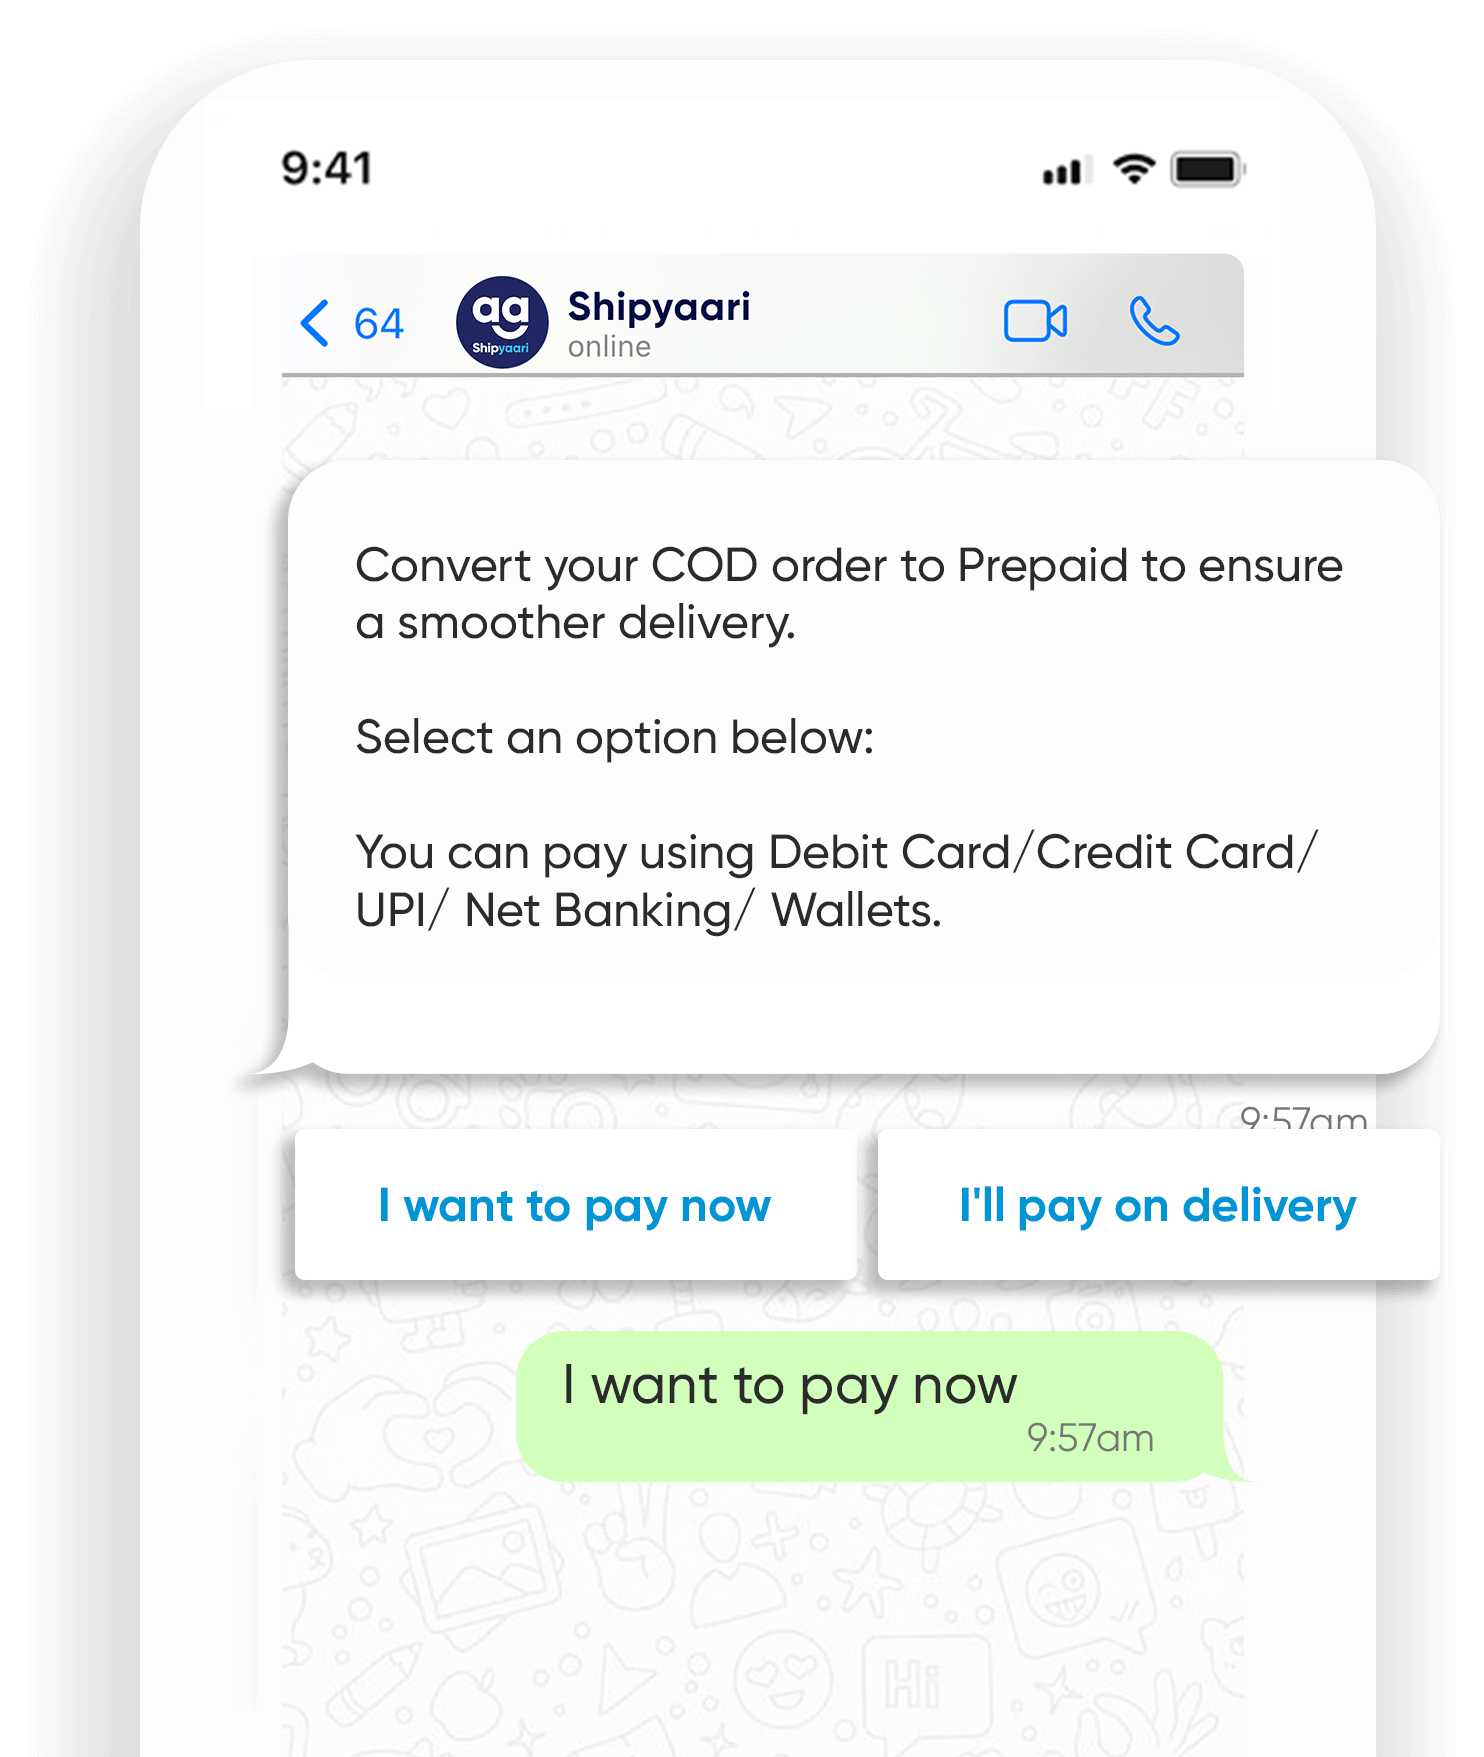 9:41
64
Shipyaari
online
Shipyaari
Convert your COD order to Prepaid to ensure
a smoother delivery.
Select an option below:
You can pay using Debit Card/Credit Card/
UPI/ Net Banking/ Wallets.
9:57am
I want to pay now
I'll pay on delivery
I want to pay now
9:57am
Hi